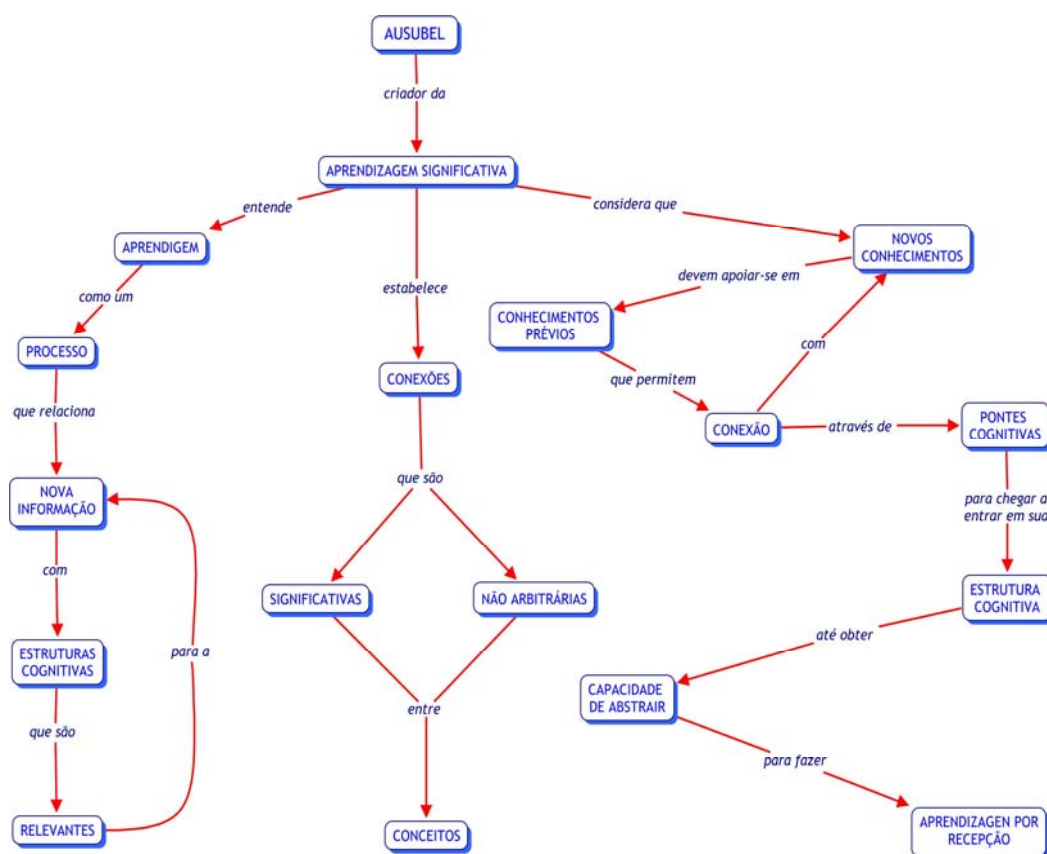 AUSUBEL
criador da
APRENDIZAGEM SIGNIFICATIVA
entende
considera que
APRENDIGEM
NOVOS
CONHECIMENTOS
devem apoiar-se em
como um
estabelece
CONHECIMENTOS
PRÉVIOS
com
PROCESSO
CONEXÕES
que permitem
que relaciona
CONEXÃO
através de
PONTES
COGNITIVAS
que são
NOVA
INFORMAÇÃO
para chegar a
entrar em sua
com
SIGNIFICATIVAS
NÃO ARBITRÁRIAS
ESTRUTURA
COGNITIVA
até obter
ESTRUTURAS
COGNITIVAS
para a
CAPACIDADE
DE ABSTRAIR
entre
que são
para fazer
RELEVANTES
CONCEITOS
APRENDIZAGEN POR
RECEPÇÃO